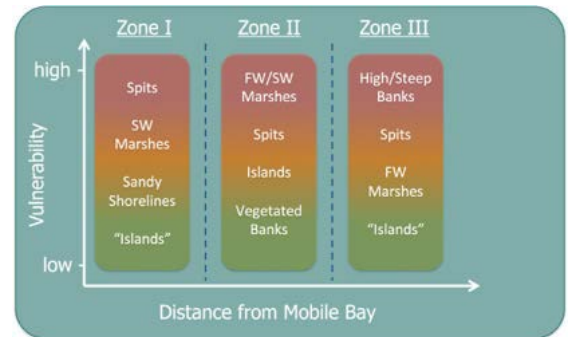 Zone I
Zone II
Zone III
high
low
Vulnerability
Spits
SW
Marshes
Sandy
Shorelines
"Islands"
FW/SW
Marshes
Spits
Islands
Vegetated
Banks
High/Steep
Banks
Spits
FW
Marshes
"Islands"
Distance from Mobile Bay